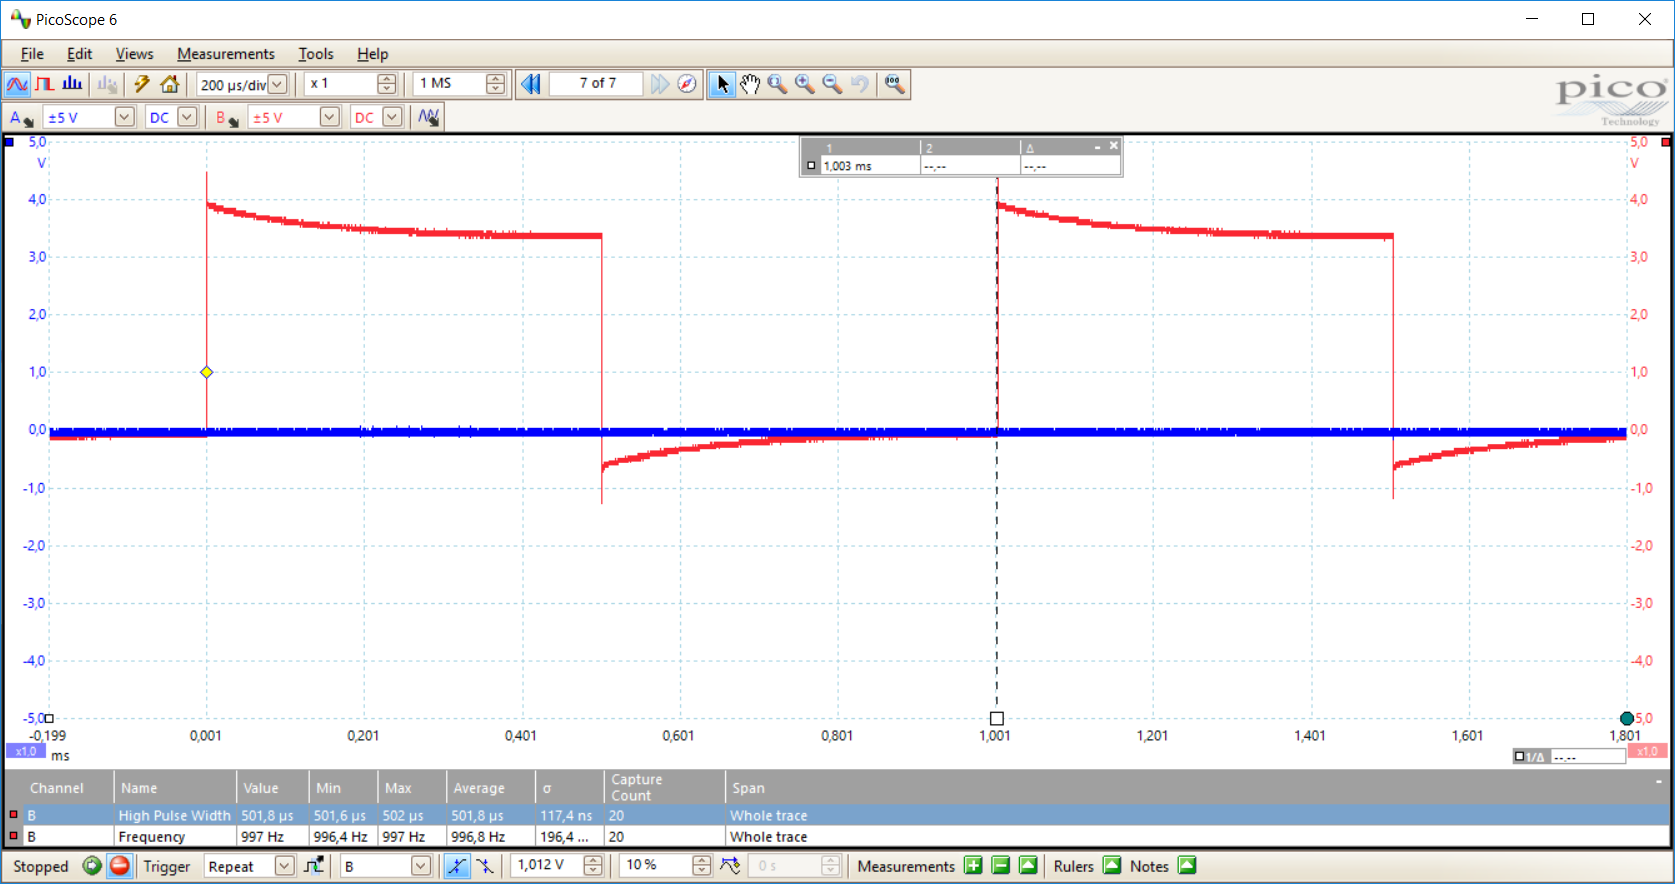 PicoScope 6
File Edit Views Measurements Tools Help
200 µs/div x 1 1 MS 7 of 7
pico
Technology
A ±5 V DC B ±5 V DC
1 2 Δ
1,003 ms --,-- --,--
5,0 5,0
V V
4,0 4,0
3,0 3,0
2,0 2,0
1,0 1,0
0,0 0,0
-1,0 -1,0
-2,0 -2,0
-3,0 -3,0
-4,0 -4,0
-5,0 5,0
-0,199 0,001 0,201 0,401 0,601 0,801 1,001 1,201 1,401 1,601 1,801
x1.0 ms 1/Δ --,-- x1.0
Channel Name Value Min Max Average σ Capture Count Span
B High Pulse Width 501,8 µs 501,6 µs 502 µs 501,8 µs 117,4 ns 20 Whole trace
B Frequency 997 Hz 996,4 Hz 997 Hz 996,8 Hz 196,4 ... 20 Whole trace
Stopped Trigger Repeat B 1,012 V 10 % 0 s Measurements Rulers Notes